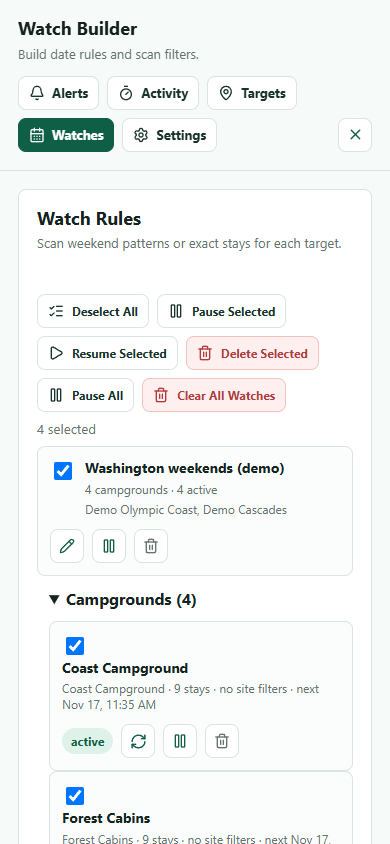 Watch Builder
Build date rules and scan filters.
Alerts
Activity
Targets
Watches
Settings
Watch Rules
Scan weekend patterns or exact stays for each target.
Deselect All
Pause Selected
Resume Selected
Delete Selected
Pause All
Clear All Watches
4 selected
Washington weekends (demo)
4 campgrounds · 4 active
Demo Olympic Coast, Demo Cascades
▼ Campgrounds (4)
Coast Campground
Coast Campground · 9 stays · no site filters · next
Nov 17, 11:35 AM
active
Forest Cabins
Forest Cabins · 9 stays · no site filters · next Nov 17,